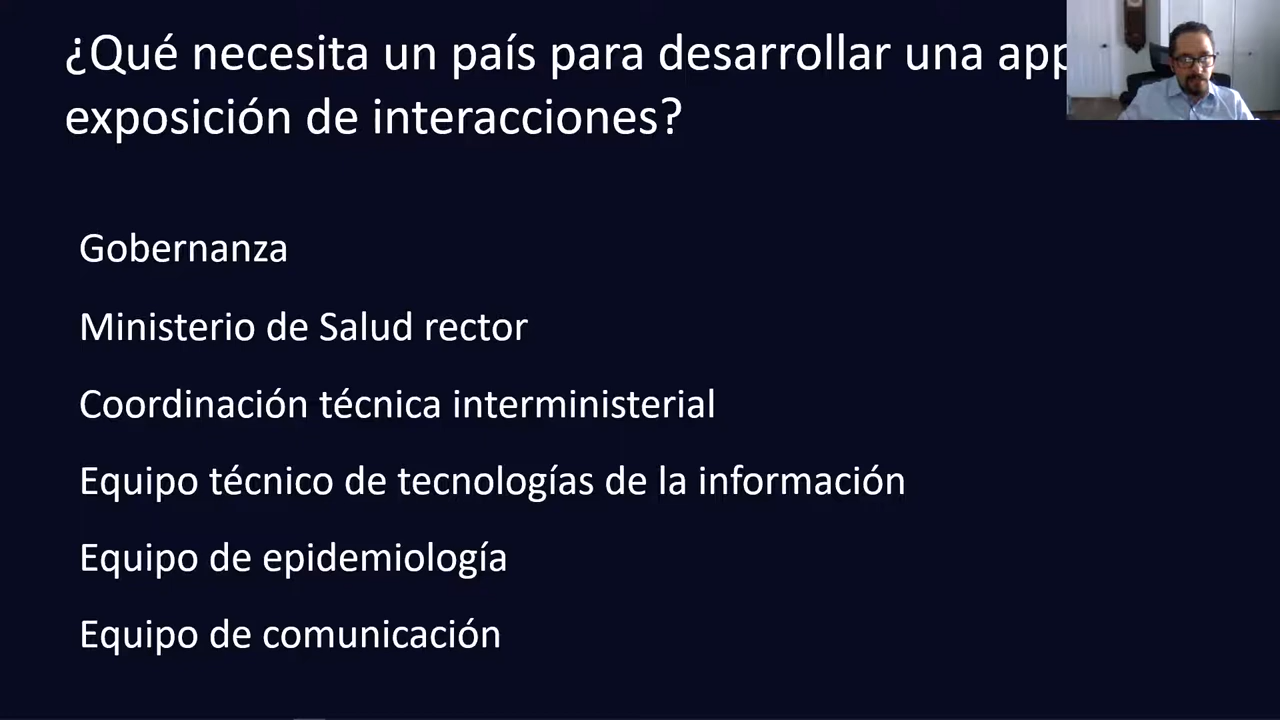 ¿Qué necesita un país para desarrollar una app
exposición de interacciones?
Gobernanza
Ministerio de Salud rector
Coordinación técnica interministerial
Equipo técnico de tecnologías de la información
Equipo de epidemiología
Equipo de comunicación